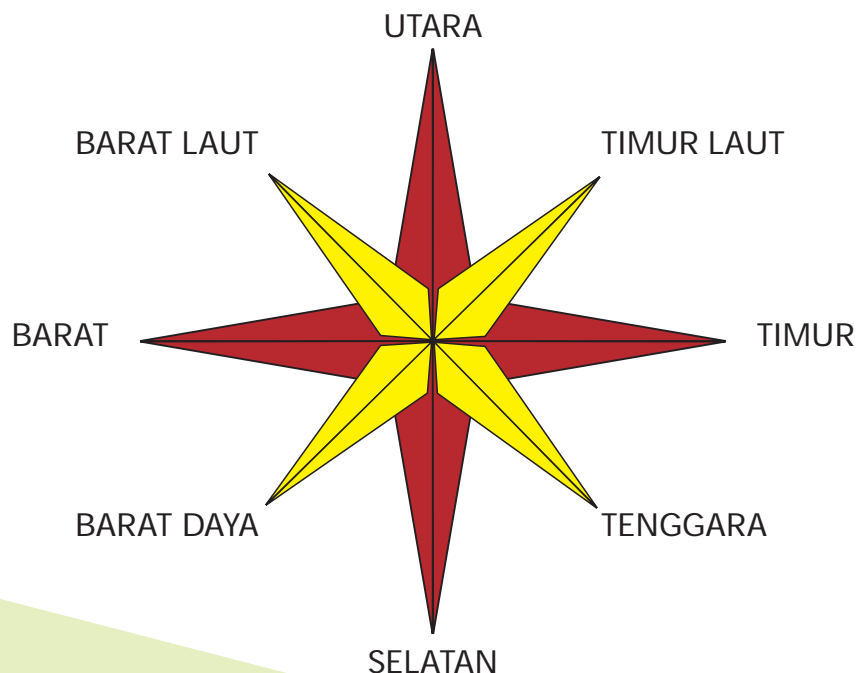 UTARA
BARAT LAUT
TIMUR LAUT
BARAT
TIMUR
BARAT DAYA
TENGGARA
SELATAN